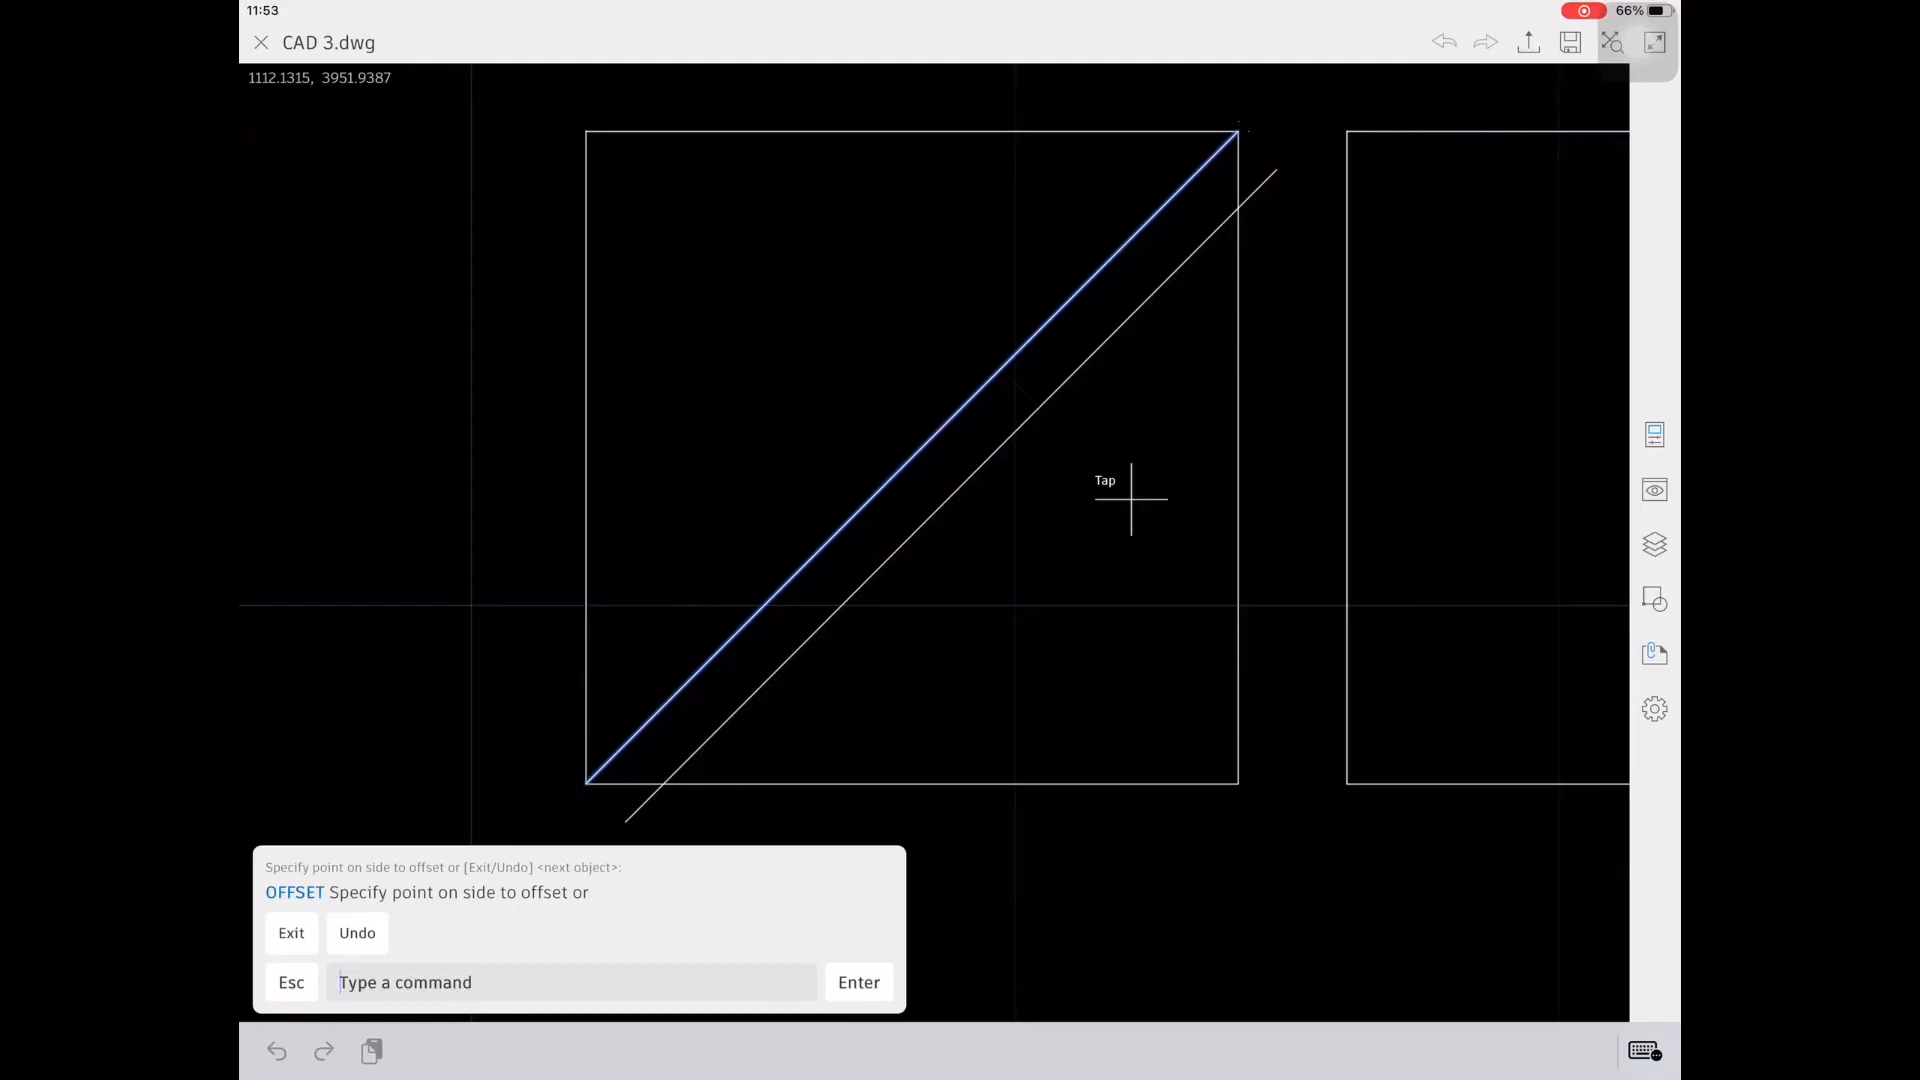 11:53
66%
CAD 3.dwg
1112.1315, 3951.9387
Tap
Specify point on side to offset or [Exit/Undo] <next object>:
OFFSET Specify point on side to offset or
Exit Undo
Esc Type a command Enter